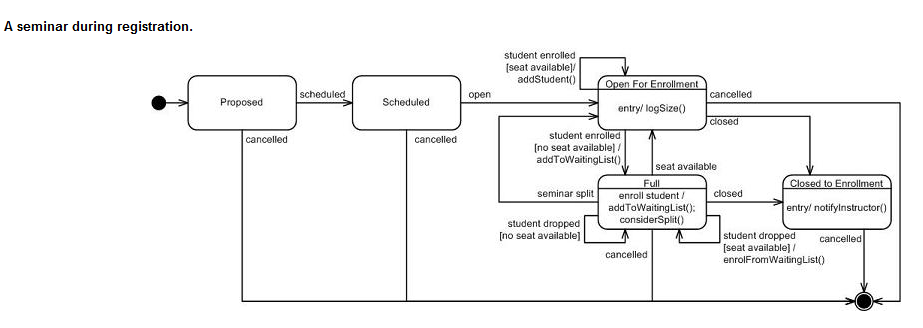 A seminar during registration.
student enrolled
[seat available]/
addStudent()
Open For Enrollment
entry/ logSize()
Proposed
scheduled
Scheduled
open
cancelled
closed
cancelled
cancelled
student enrolled
[no seat available] /
addToWaitingList()
seat available
Full
enroll student /
addToWaitingList();
considerSplit()
seminar split
closed
Closed to Enrollment
entry/ notifyInstructor()
student dropped
[no seat available]
student dropped
[seat available] /
enrolFromWaitingList()
cancelled
cancelled